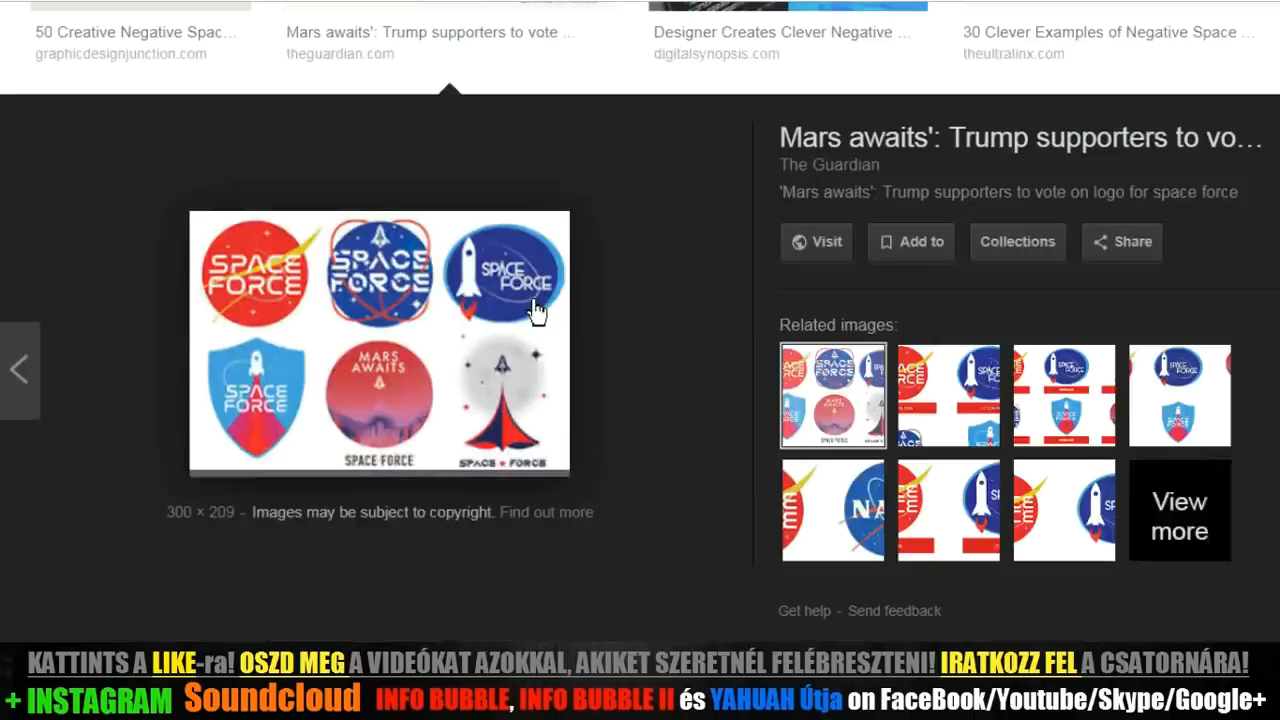 50 Creative Negative Spac...
Mars awaits': Trump supporters to vote ...
Designer Creates Clever Negative ...
30 Clever Examples of Negative Space ...
graphicdesignjunction.com
theguardian.com
digitalsynopsis.com
theultralinx.com
Mars awaits': Trump supporters to vo...
The Guardian
'Mars awaits': Trump supporters to vote on logo for space force
Visit
Add to
Collections
Share
SPACE
FORCE
SPACE
FORCE
SPACE
FORCE
SPACE
FORCE
MARS
AWAITS
SPACE FORCE
SPACE FORCE
300 × 209 - Images may be subject to copyright. Find out more
Related images:
View
more
Get help - Send feedback
KATTINTS A LIKE-ra! OSZD MEG A VIDEÓKAT AZOKKAL, AKIKET SZERETNÉL FELÉBRESZTENI! IRATKOZZ FEL A CSATORNÁRA!
+ INSTAGRAM Soundcloud INFO BUBBLE, INFO BUBBLE II és YAHUAH Útja on FaceBook/Youtube/Skype/Google+